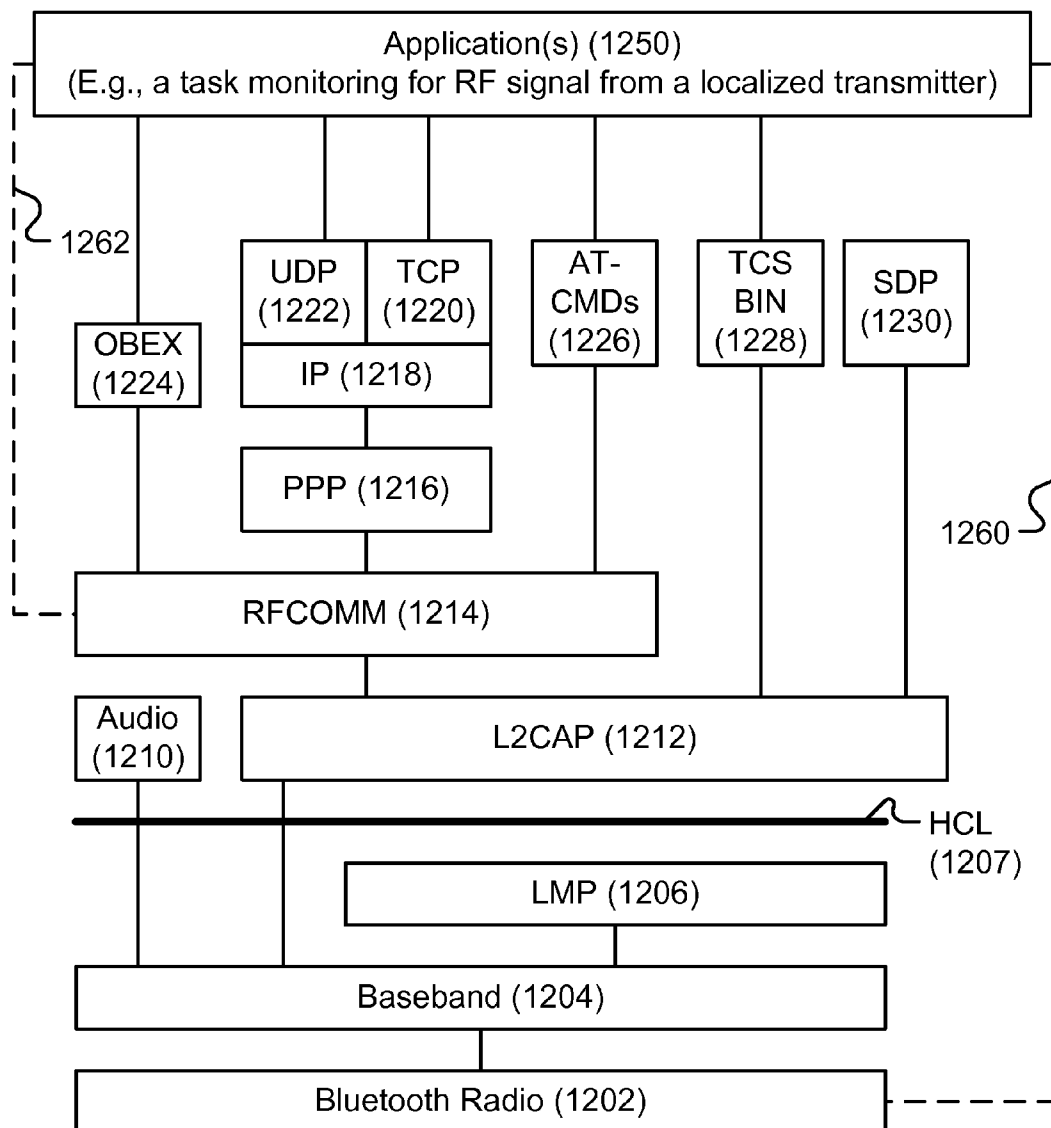 Application(s) (1250)
(E.g., a task monitoring for RF signal from a localized transmitter)
1262
UDP
(1222)
TCP
(1220)
AT-
CMDs
(1226)
TCS
BIN
(1228)
SDP
(1230)
OBEX
(1224)
IP (1218)
PPP (1216)
1260
RFCOMM (1214)
Audio
(1210)
L2CAP (1212)
HCL
(1207)
LMP (1206)
Baseband (1204)
Bluetooth Radio (1202)